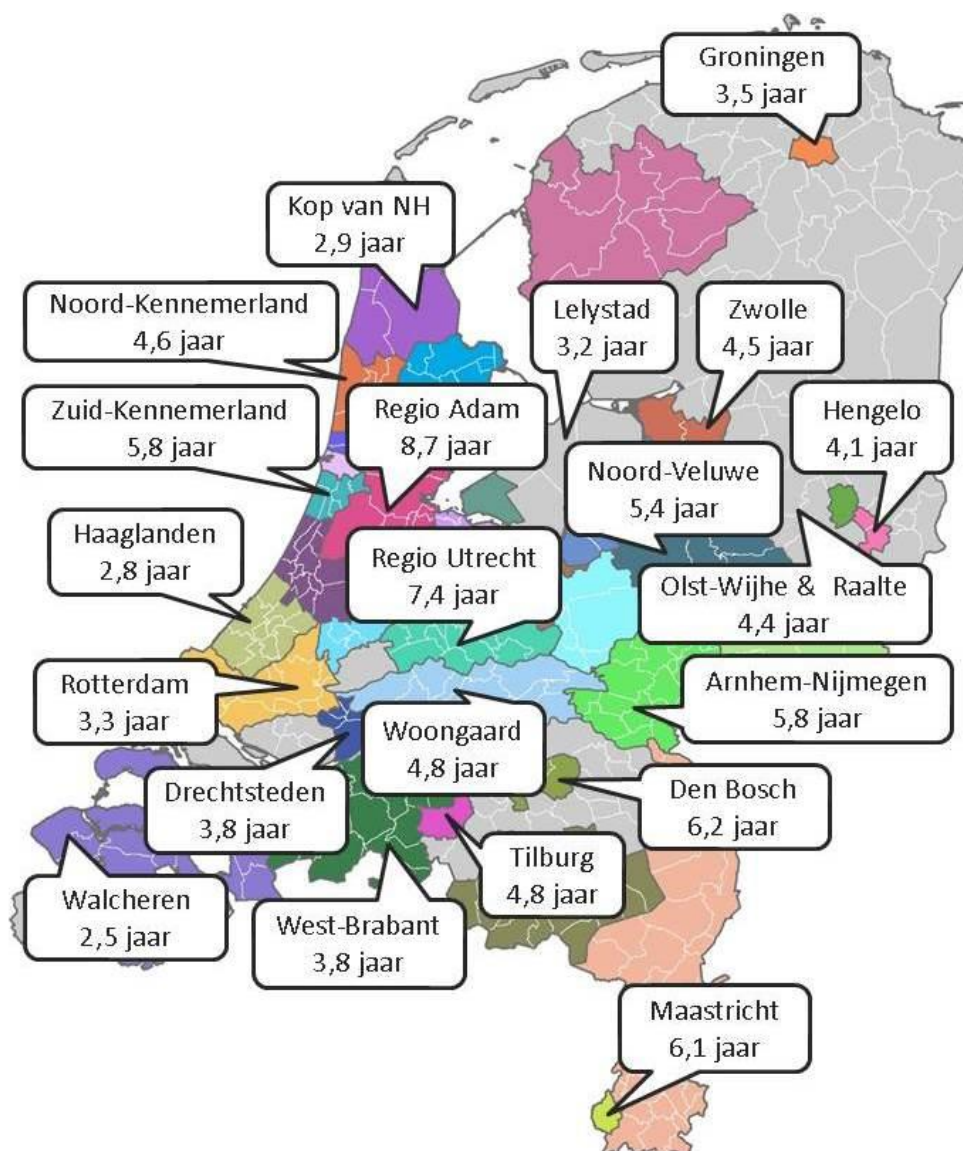 Groningen
3,5 jaar
Kop van NH
2,9 jaar
Noord-Kennemerland
4,6 jaar
Lelystad
3,2 jaar
Zwolle
4,5 jaar
Zuid-Kennemerland
5,8 jaar
Regio Adam
8,7 jaar
Hengelo
4,1 jaar
Noord-Veluwe
5,4 jaar
Haaglanden
2,8 jaar
Regio Utrecht
7,4 jaar
Olst-Wijhe & Raalte
4,4 jaar
Rotterdam
3,3 jaar
Arnhem-Nijmegen
5,8 jaar
Woongaard
4,8 jaar
Drechtsteden
3,8 jaar
Den Bosch
6,2 jaar
Tilburg
4,8 jaar
Walcheren
2,5 jaar
West-Brabant
3,8 jaar
Maastricht
6,1 jaar